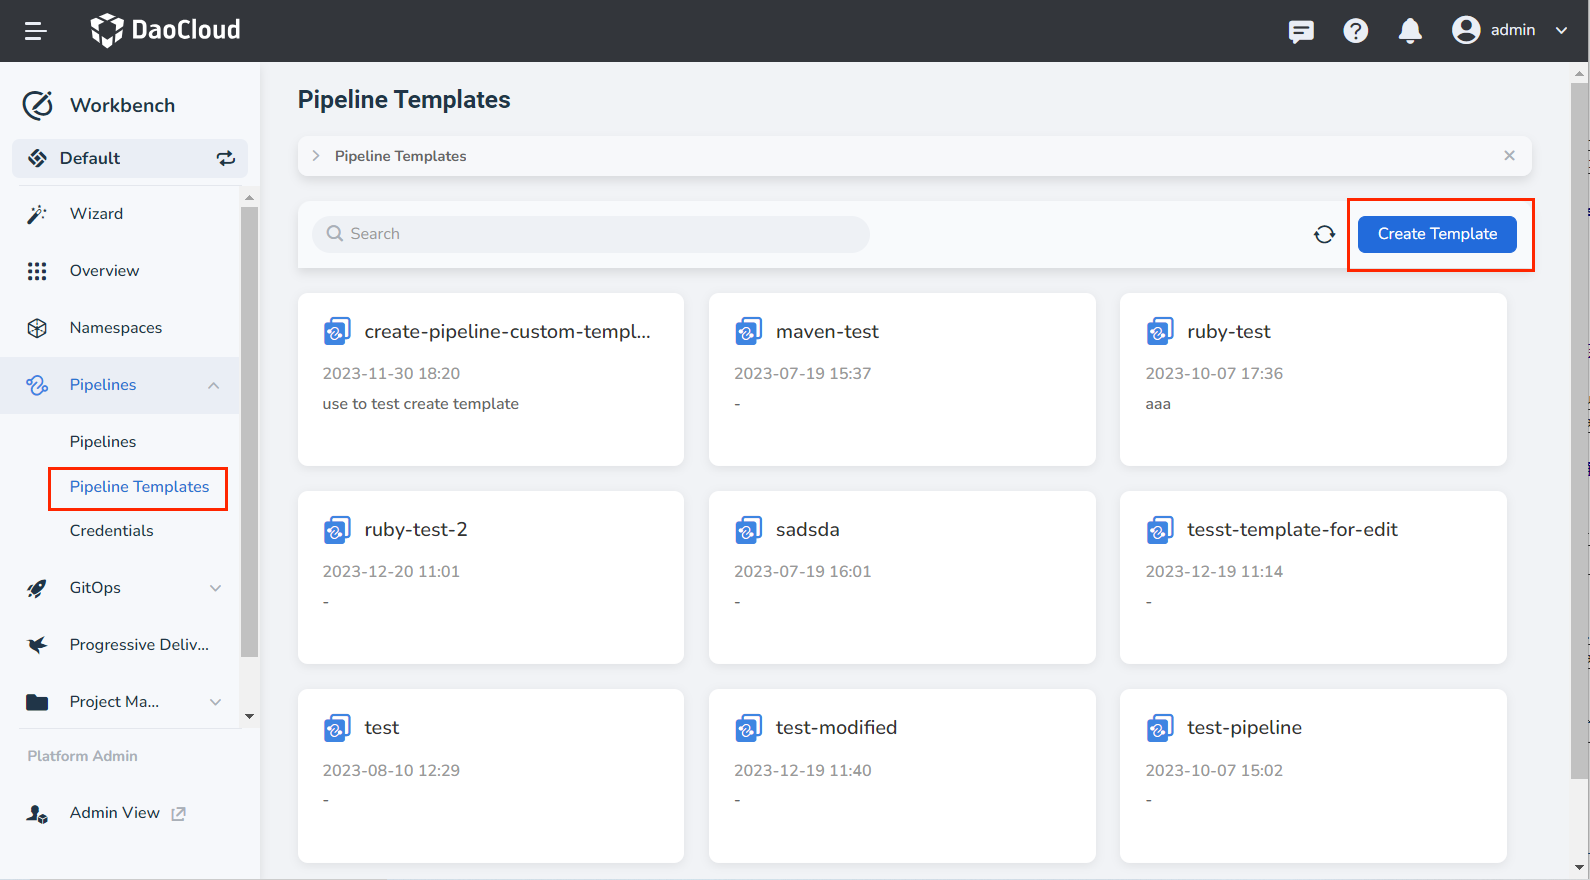 DaoCloud
admin
Workbench
Default
Wizard
Overview
Namespaces
Pipelines
Pipelines
Pipeline Templates
Credentials
GitOps
Progressive Deliv...
Project Ma...
Platform Admin
Admin View
Pipeline Templates
Pipeline Templates
Search
Create Template
create-pipeline-custom-templ...
2023-11-30 18:20
use to test create template
maven-test
2023-07-19 15:37
-
ruby-test
2023-10-07 17:36
aaa
ruby-test-2
2023-12-20 11:01
-
sadsda
2023-07-19 16:01
-
tesst-template-for-edit
2023-12-19 11:14
-
test
2023-08-10 12:29
-
test-modified
2023-12-19 11:40
-
test-pipeline
2023-10-07 15:02
-